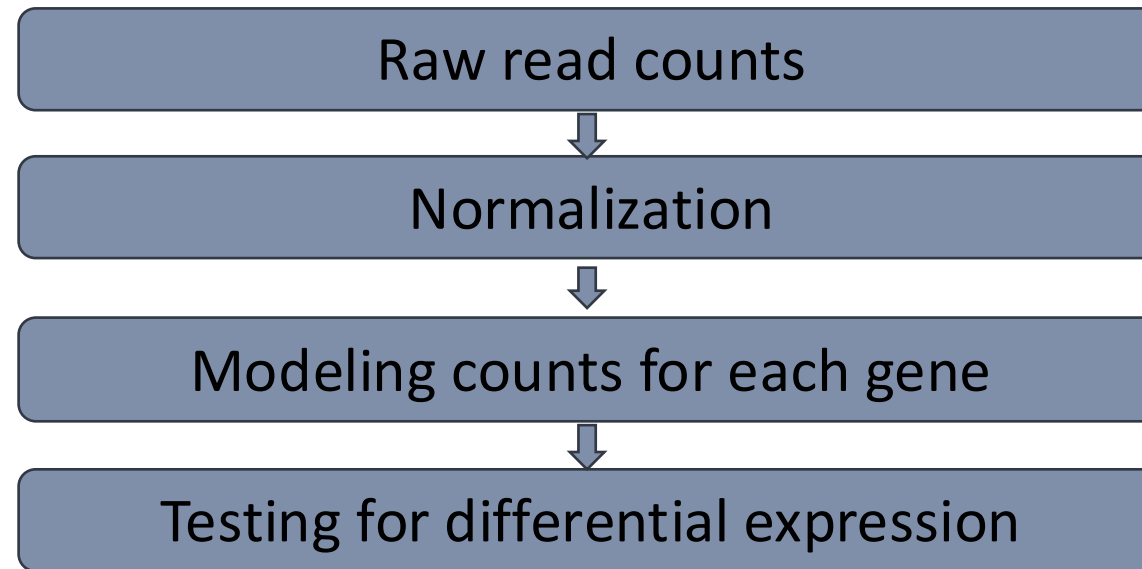 Raw read counts
Normalization
Modeling counts for each gene
Testing for differential expression